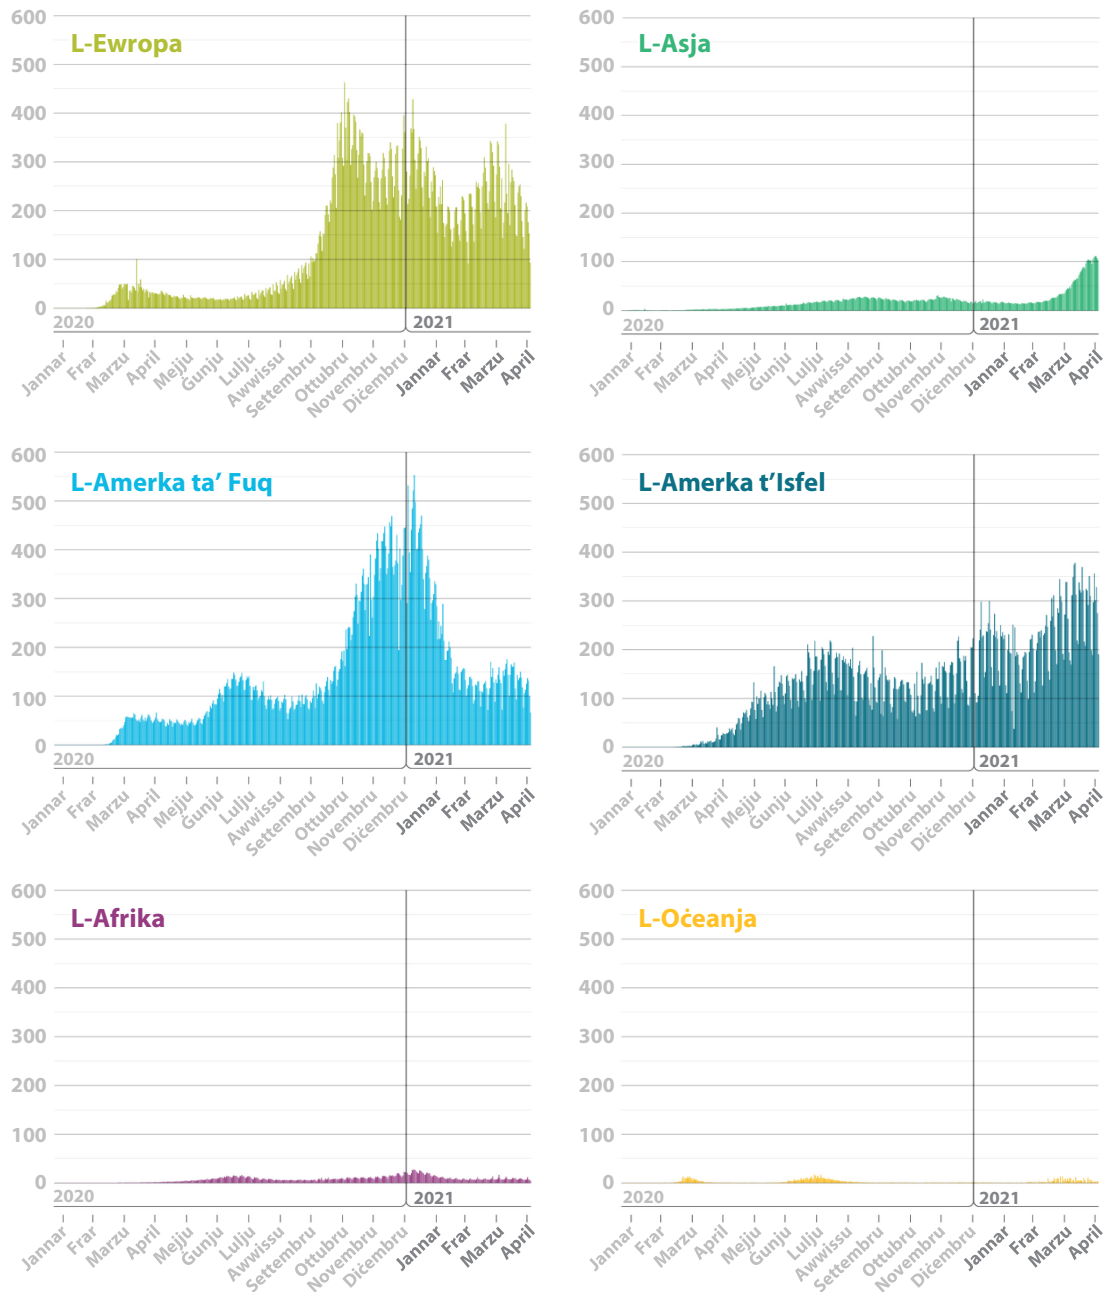 L-Ewropa
600
500
400
300
200
100
0
2020
2021
Jannar
Frar
Marzu
April
Mejju
Ġunju
Lulju
Awwissu
Settembru
Ottubru
Novembru
Diċembru
Jannar
Frar
Marzu
April
L-Asja
600
500
400
300
200
100
0
2020
2021
Jannar
Frar
Marzu
April
Mejju
Ġunju
Lulju
Awwissu
Settembru
Ottubru
Novembru
Diċembru
Jannar
Frar
Marzu
April
L-Amerka ta’ Fuq
600
500
400
300
200
100
0
2020
2021
Jannar
Frar
Marzu
April
Mejju
Ġunju
Lulju
Awwissu
Settembru
Ottubru
Novembru
Diċembru
Jannar
Frar
Marzu
April
L-Amerka t’Isfel
600
500
400
300
200
100
0
2020
2021
Jannar
Frar
Marzu
April
Mejju
Ġunju
Lulju
Awwissu
Settembru
Ottubru
Novembru
Diċembru
Jannar
Frar
Marzu
April
L-Afrika
600
500
400
300
200
100
0
2020
2021
Jannar
Frar
Marzu
April
Mejju
Ġunju
Lulju
Awwissu
Settembru
Ottubru
Novembru
Diċembru
Jannar
Frar
Marzu
April
L-Oċeanja
600
500
400
300
200
100
0
2020
2021
Jannar
Frar
Marzu
April
Mejju
Ġunju
Lulju
Awwissu
Settembru
Ottubru
Novembru
Diċembru
Jannar
Frar
Marzu
April